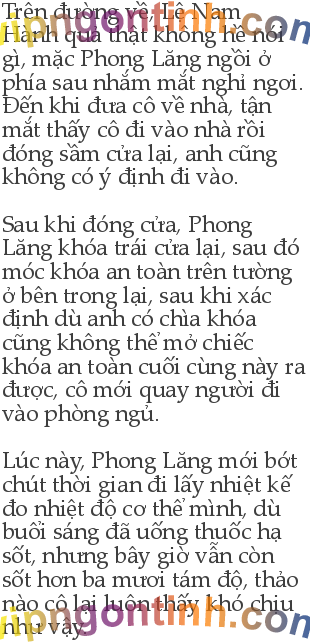 Trên đường về, Lệ Nam
Hành quả thật không hề nói
gì, mặc Phong Lăng ngồi ở
phía sau nhắm mắt nghỉ ngơi.
Đến khi đưa cô về nhà, tận
mắt thấy cô đi vào nhà rồi
đóng sầm cửa lại, anh cũng
không có ý định đi vào.
Sau khi đóng cửa, Phong
Lăng khóa trái cửa lại, sau đó
móc khóa an toàn trên tường
ở bên trong lại, sau khi xác
định dù anh có chìa khóa
cũng không thể mở chiếc
khóa an toàn cuối cùng này ra
được, cô mới quay người đi
vào phòng ngủ.
Lúc này, Phong Lăng mới bớt
chút thời gian đi lấy nhiệt kế
đo nhiệt độ cơ thể mình, dù
buổi sáng đã uống thuốc hạ
sốt, nhưng bây giờ vẫn còn
sốt hơn ba mươi tám độ, thảo
nào cô lại luôn thấy khó chịu
như vậy.
vipngontinh.com
vipngontinh.com